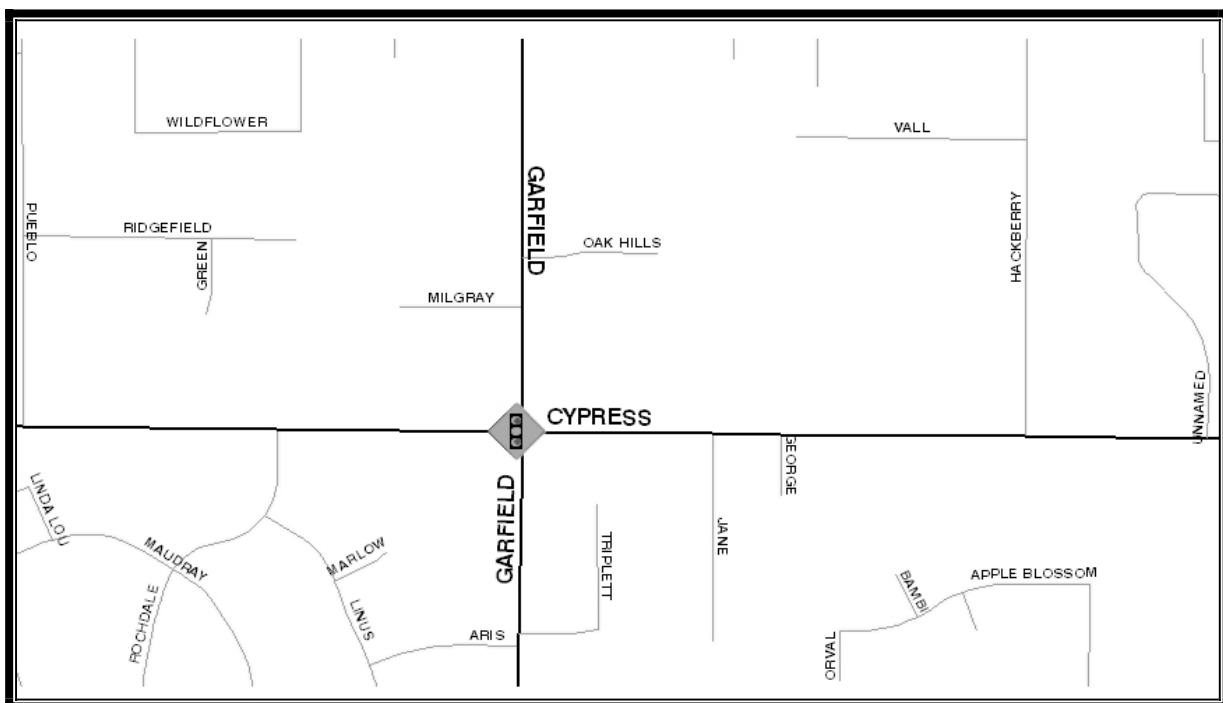 WILDFLOWER
VALL
GARFIELD
PUEBLO
RIDGEFIELD
GREEN
OAK HILLS
HACKBERRY
MILGRAY
UNNAMED
CYPRESS
GEORGE
LINDA LOU
GARFIELD
MAUDRAY
MARLOW
TRIPLETT
JANE
APPLE BLOSSOM
BAMBI
ROCHDALE
LINUS
ARIS
ORVAL